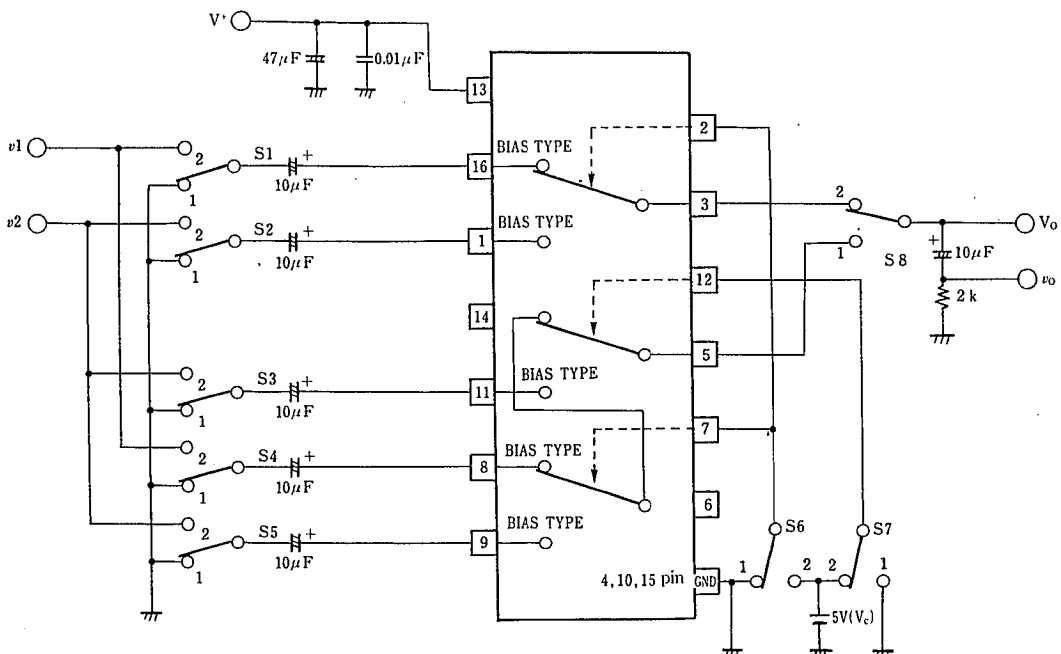 V⁺
47μF
0.01μF
13
v1
2
S1
1
10μF
+
16
BIAS TYPE
2
3
v2
2
S2
1
10μF
+
1
BIAS TYPE
2
1
S8
Vo
+
10μF
vo
2k
14
12
5
2
S3
1
10μF
+
11
BIAS TYPE
7
2
S4
1
10μF
+
8
BIAS TYPE
6
2
S5
1
10μF
+
9
BIAS TYPE
4,10,15 pin
GND
1
S6
2
2
S7
1
5V(Vc)